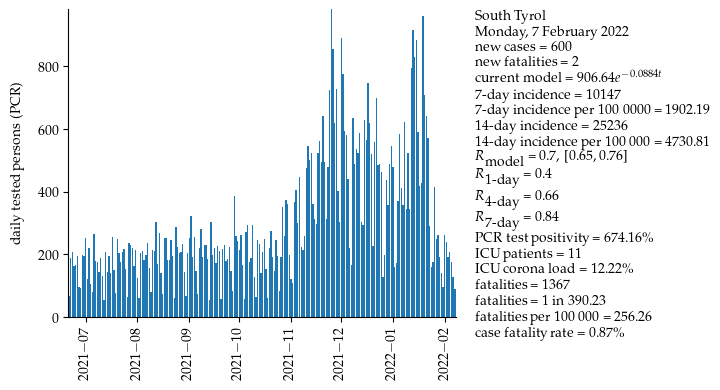 daily tested persons (PCR)
800
600
400
200
0
2021−07
2021−08
2021−09
2021−10
2021−11
2021−12
2022−01
2022−02
South Tyrol
Monday, 7 February 2022
new cases = 600
new fatalities = 2
current model = 906.64e^{−0.0884t}
7-day incidence = 10147
7-day incidence per 100 0000 = 1902.19
14-day incidence = 25236
14-day incidence per 100 000 = 4730.81
R_model = 0.7, [0.65, 0.76]
R_1-day = 0.4
R_4-day = 0.66
R_7-day = 0.84
PCR test positivity = 674.16%
ICU patients = 11
ICU corona load = 12.22%
fatalities = 1367
fatalities = 1 in 390.23
fatalities per 100 000 = 256.26
case fatality rate = 0.87%